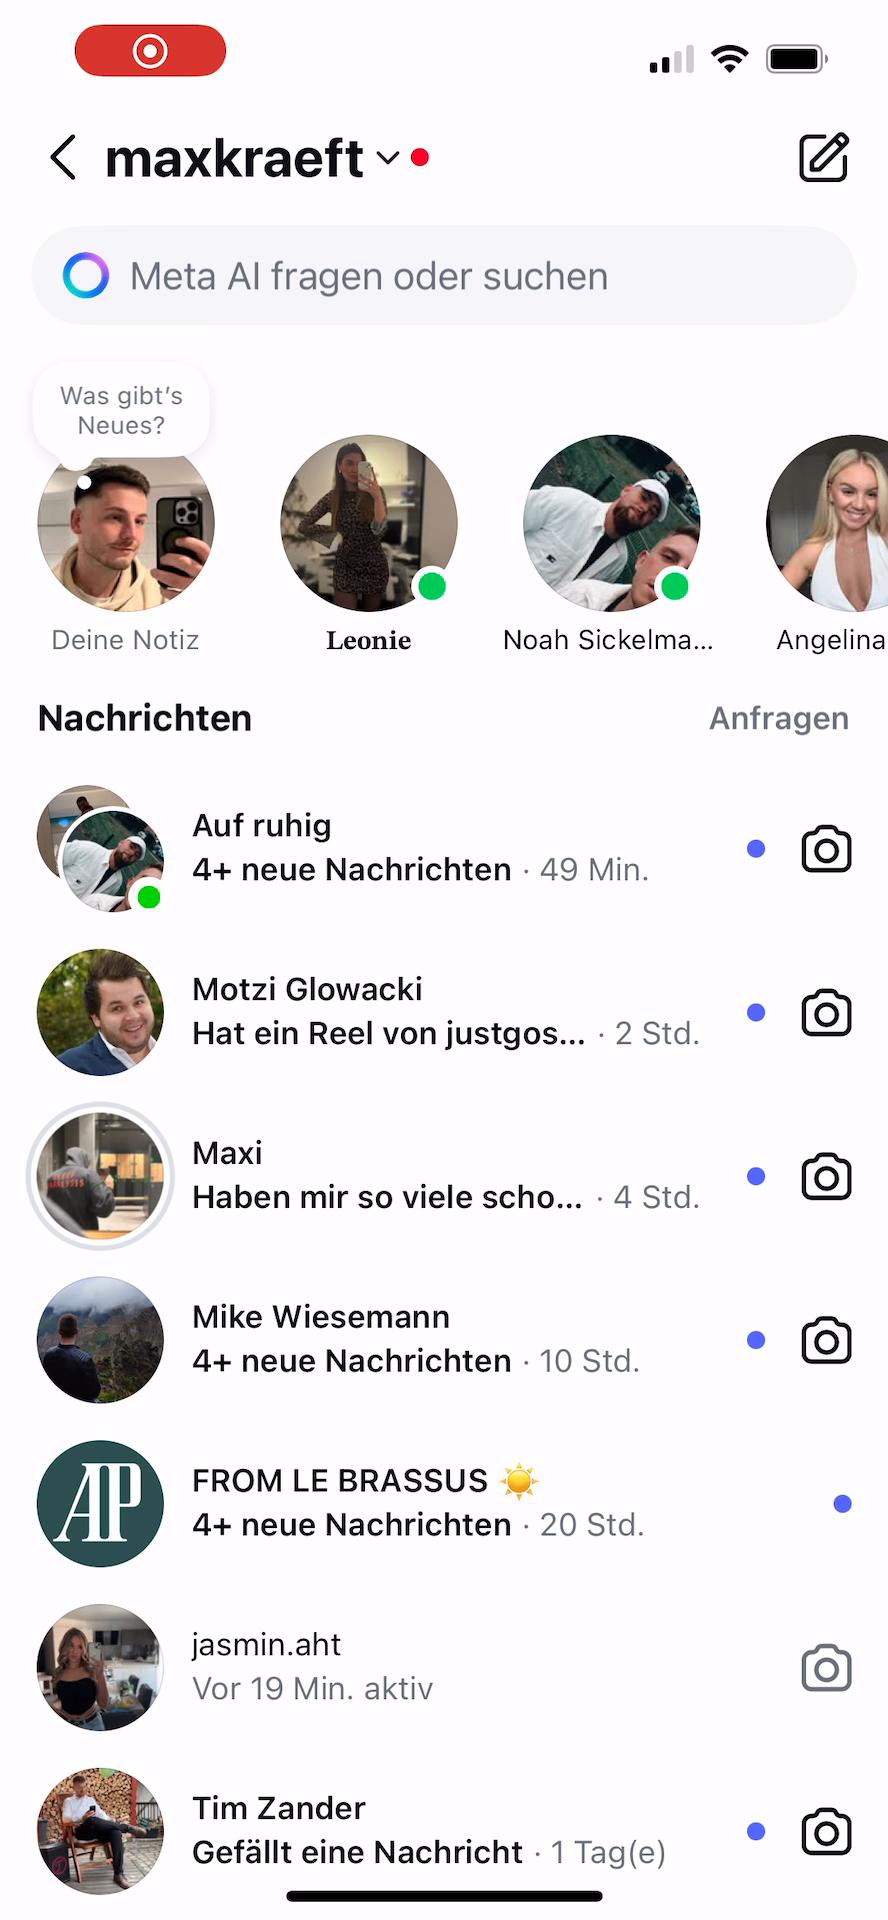 maxkraeft
Meta AI fragen oder suchen
Was gibt's
Neues?
Deine Notiz
Leonie
Noah Sickelma...
Angelina
Nachrichten
Anfragen
Auf ruhig
4+ neue Nachrichten · 49 Min.
Motzi Glowacki
Hat ein Reel von justgos... · 2 Std.
Maxi
Haben mir so viele scho... · 4 Std.
Mike Wiesemann
4+ neue Nachrichten · 10 Std.
AP
FROM LE BRASSUS ☀️
4+ neue Nachrichten · 20 Std.
jasmin.aht
Vor 19 Min. aktiv
Tim Zander
Gefällt eine Nachricht · 1 Tag(e)